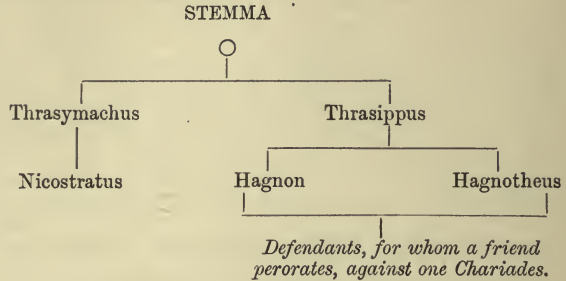 STEMMA
Thrasymachus Thrasippus
Nicostratus Hagnon Hagnotheus
Defendants, for whom a friend
perorates, against one Chariades.